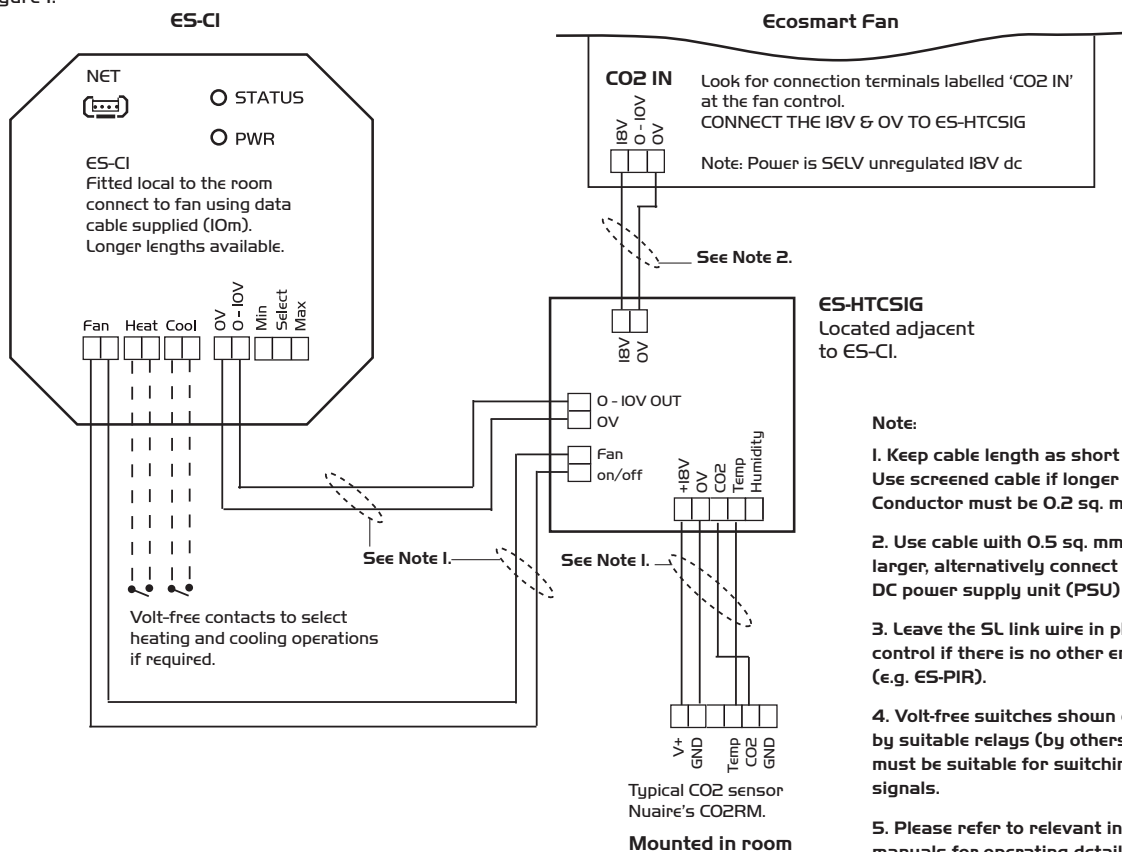 ES-CI
Ecosmart Fan
NET
STATUS
PWR
ES-CI
Fitted local to the room
connect to fan using data
cable supplied (10m).
Longer lengths available.
Fan Heat Cool 0V 0-10V Min Select Max
CO2 IN
18V 0-10V 0V
Look for connection terminals labelled 'CO2 IN'
at the fan control.
CONNECT THE 18V & 0V TO ES-HTCSIG
Note: Power is SELV unregulated 18V dc
See Note 2.
ES-HTCSIG
Located adjacent
to ES-CI.
18V 0V
0 - 10V OUT
0V
Fan
on/off
+18V 0V CO2 Temp Humidity
See Note 1.
See Note 1.
Volt-free contacts to select
heating and cooling operations
if required.
V+ GND Temp CO2 GND
Typical CO2 sensor
Nuaire's CO2RM.
Mounted in room
Note:
1. Keep cable length as short
Use screened cable if longer
Conductor must be 0.2 sq. m
2. Use cable with 0.5 sq. mm
larger, alternatively connect
DC power supply unit (PSU)
3. Leave the SL link wire in
control if there is no other
(e.g. ES-PIR).
4. Volt-free switches shown
by suitable relays (by others
must be suitable for
signals.
5. Please refer to relevant
manuals for operating